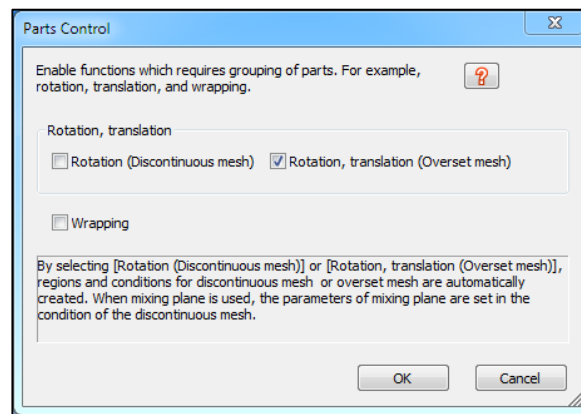 Parts Control
Enable functions which requires grouping of parts. For example,
rotation, translation, and wrapping.
Rotation, translation
Rotation (Discontinuous mesh) Rotation, translation (Overset mesh)
Wrapping
By selecting [Rotation (Discontinuous mesh)] or [Rotation, translation (Overset mesh)],
regions and conditions for discontinuous mesh or overset mesh are automatically
created. When mixing plane is used, the parameters of mixing plane are set in the
condition of the discontinuous mesh.
OK Cancel